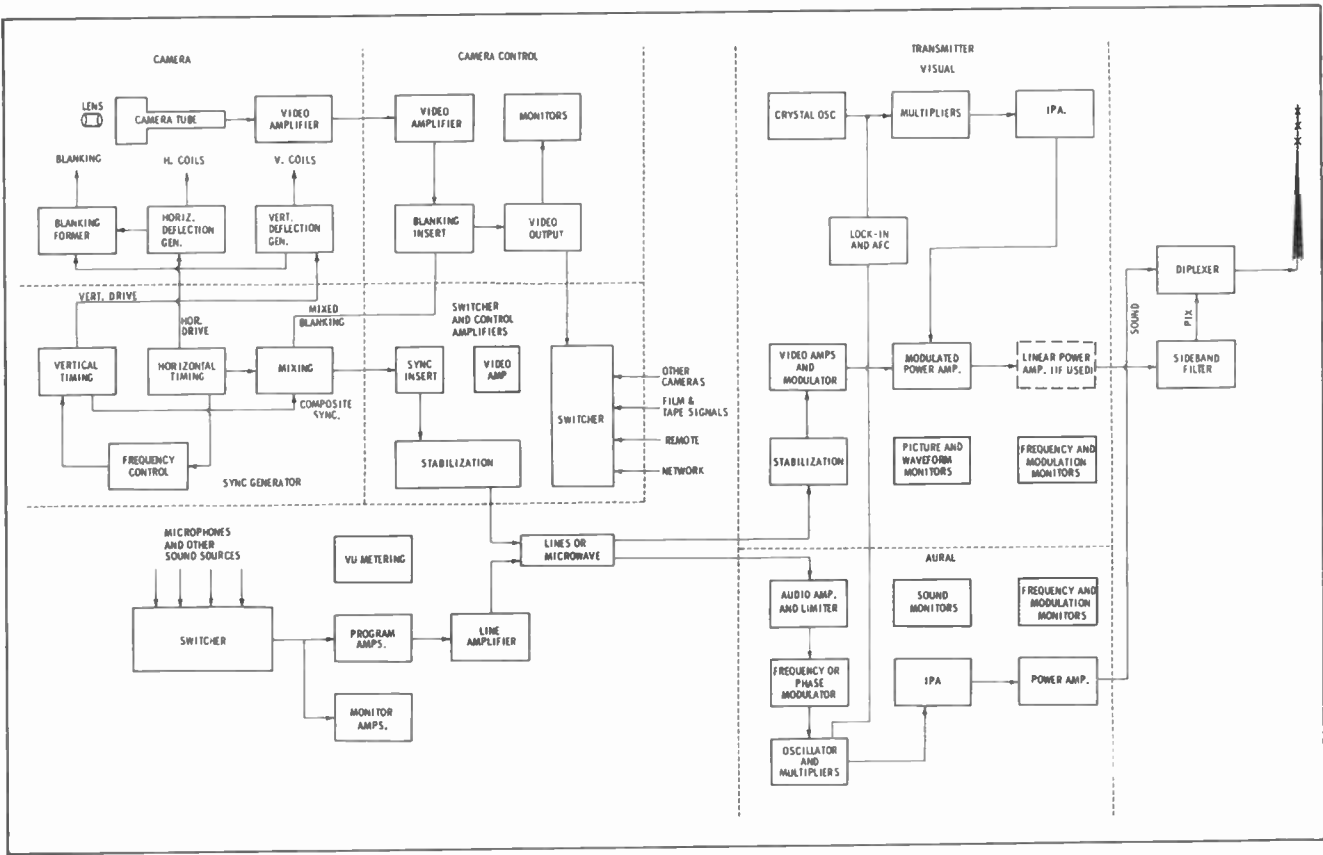 CAMERA
CAMERA CONTROL
TRANSMITTER
VISUAL
LENS
CAMERA TUBE
VIDEO
AMPLIFIER
VIDEO
AMPLIFIER
MONITORS
CRYSTAL OSC
MULTIPLIERS
IPA.
BLANKING
H. COILS
V. COILS
BLANKING
FORMER
HORIZ.
DEFLECTION
GEN.
VERT.
DEFLECTION
GEN.
BLANKING
INSERT
VIDEO
OUTPUT
LOCK-IN
AND AFC
DIPLEXER
VERT. DRIVE
HOR.
DRIVE
MIXED
BLANKING
SWITCHER
AND CONTROL
AMPLIFIERS
SOUND
PIX
VERTICAL
TIMING
HORIZONTAL
TIMING
MIXING
SYNC
INSERT
VIDEO
AMP
VIDEO AMPS
AND
MODULATOR
MODULATED
POWER AMP.
LINEAR POWER
AMP. (IF USED)
SIDEBAND
FILTER
COMPOSITE
SYNC.
SWITCHER
OTHER
CAMERAS
FILM &
TAPE SIGNALS
REMOTE
NETWORK
FREQUENCY
CONTROL
SYNC GENERATOR
STABILIZATION
STABILIZATION
PICTURE AND
WAVEFORM
MONITORS
FREQUENCY AND
MODULATION
MONITORS
MICROPHONES
AND OTHER
SOUND SOURCES
VU METERING
LINES OR
MICROWAVE
AURAL
SWITCHER
PROGRAM
AMPS.
LINE
AMPLIFIER
AUDIO AMP.
AND LIMITER
SOUND
MONITORS
FREQUENCY AND
MODULATION
MONITORS
MONITOR
AMPS.
FREQUENCY OR
PHASE
MODULATOR
IPA
POWER AMP.
OSCILLATOR
AND
MULTIPLIERS